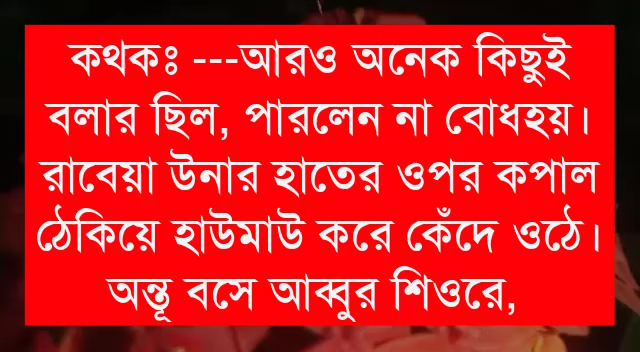 কথকঃ ---আরও অনেক কিছুই
বলার ছিল, পারলেন না বোধহয়।
রাবেয়া উনার হাতের ওপর কপাল
ঠেকিয়ে হাউমাউ করে কেঁদে ওঠে।
অন্তূ বসে আব্বুর শিওরে,